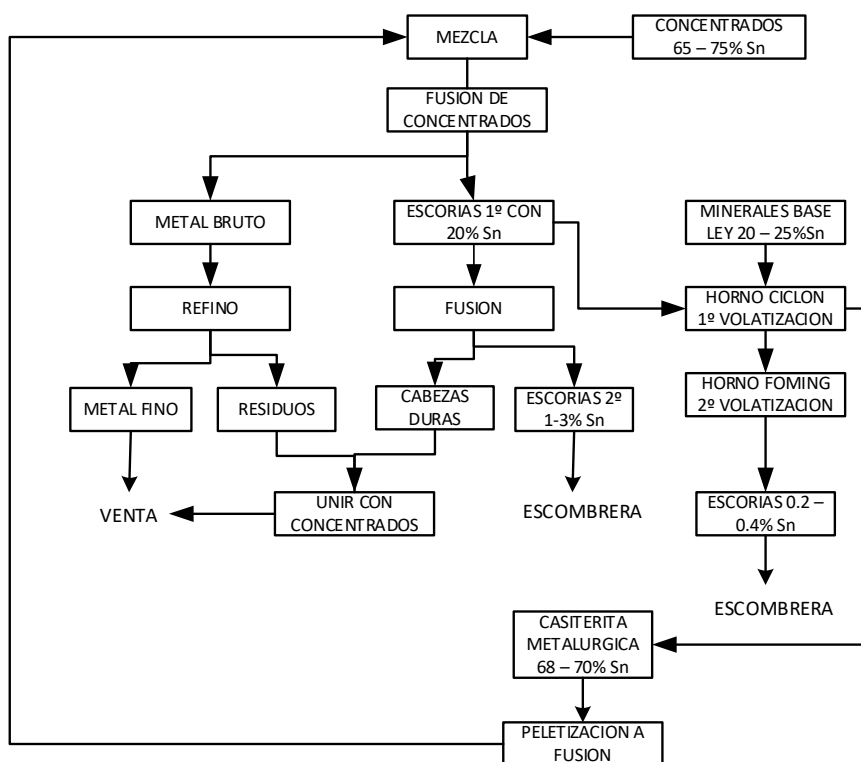 MEZCLA
CONCENTRADOS
65 – 75% Sn
FUSION DE
CONCENTRADOS
METAL BRUTO
ESCORIAS 1º CON
20% Sn
MINERALES BASE
LEY 20 – 25%Sn
REFINO
FUSION
HORNO CICLON
1º VOLATIZACION
METAL FINO
RESIDUOS
CABEZAS
DURAS
ESCORIAS 2º
1-3% Sn
HORNO FOMING
2º VOLATIZACION
VENTA
UNIR CON
CONCENTRADOS
ESCOMBRERA
ESCORIAS 0.2 –
0.4% Sn
ESCOMBRERA
CASITERITA
METALURGICA
68 – 70% Sn
PELETIZACION A
FUSION